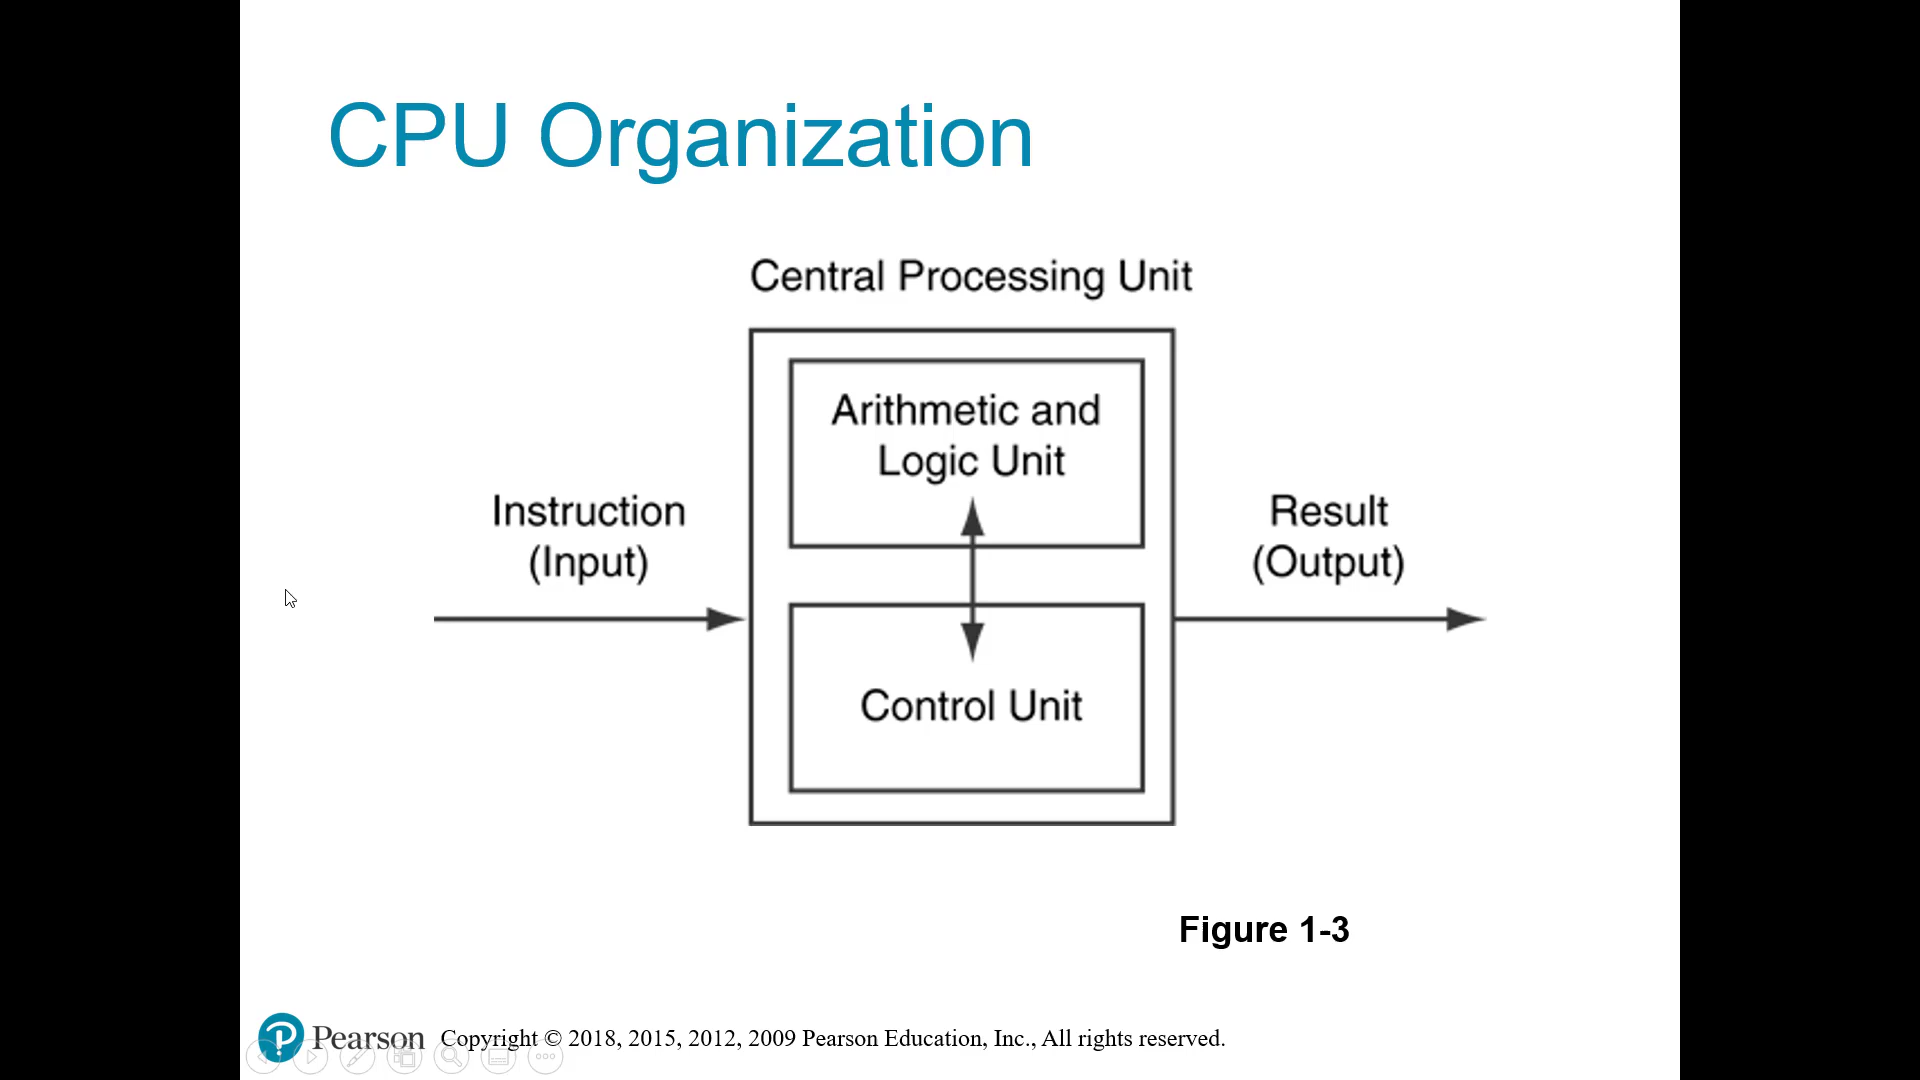 CPU Organization
Central Processing Unit
Arithmetic and
Logic Unit
Instruction
(Input)
Result
(Output)
Control Unit
Figure 1-3
Pearson Copyright © 2018, 2015, 2012, 2009 Pearson Education, Inc., All rights reserved.